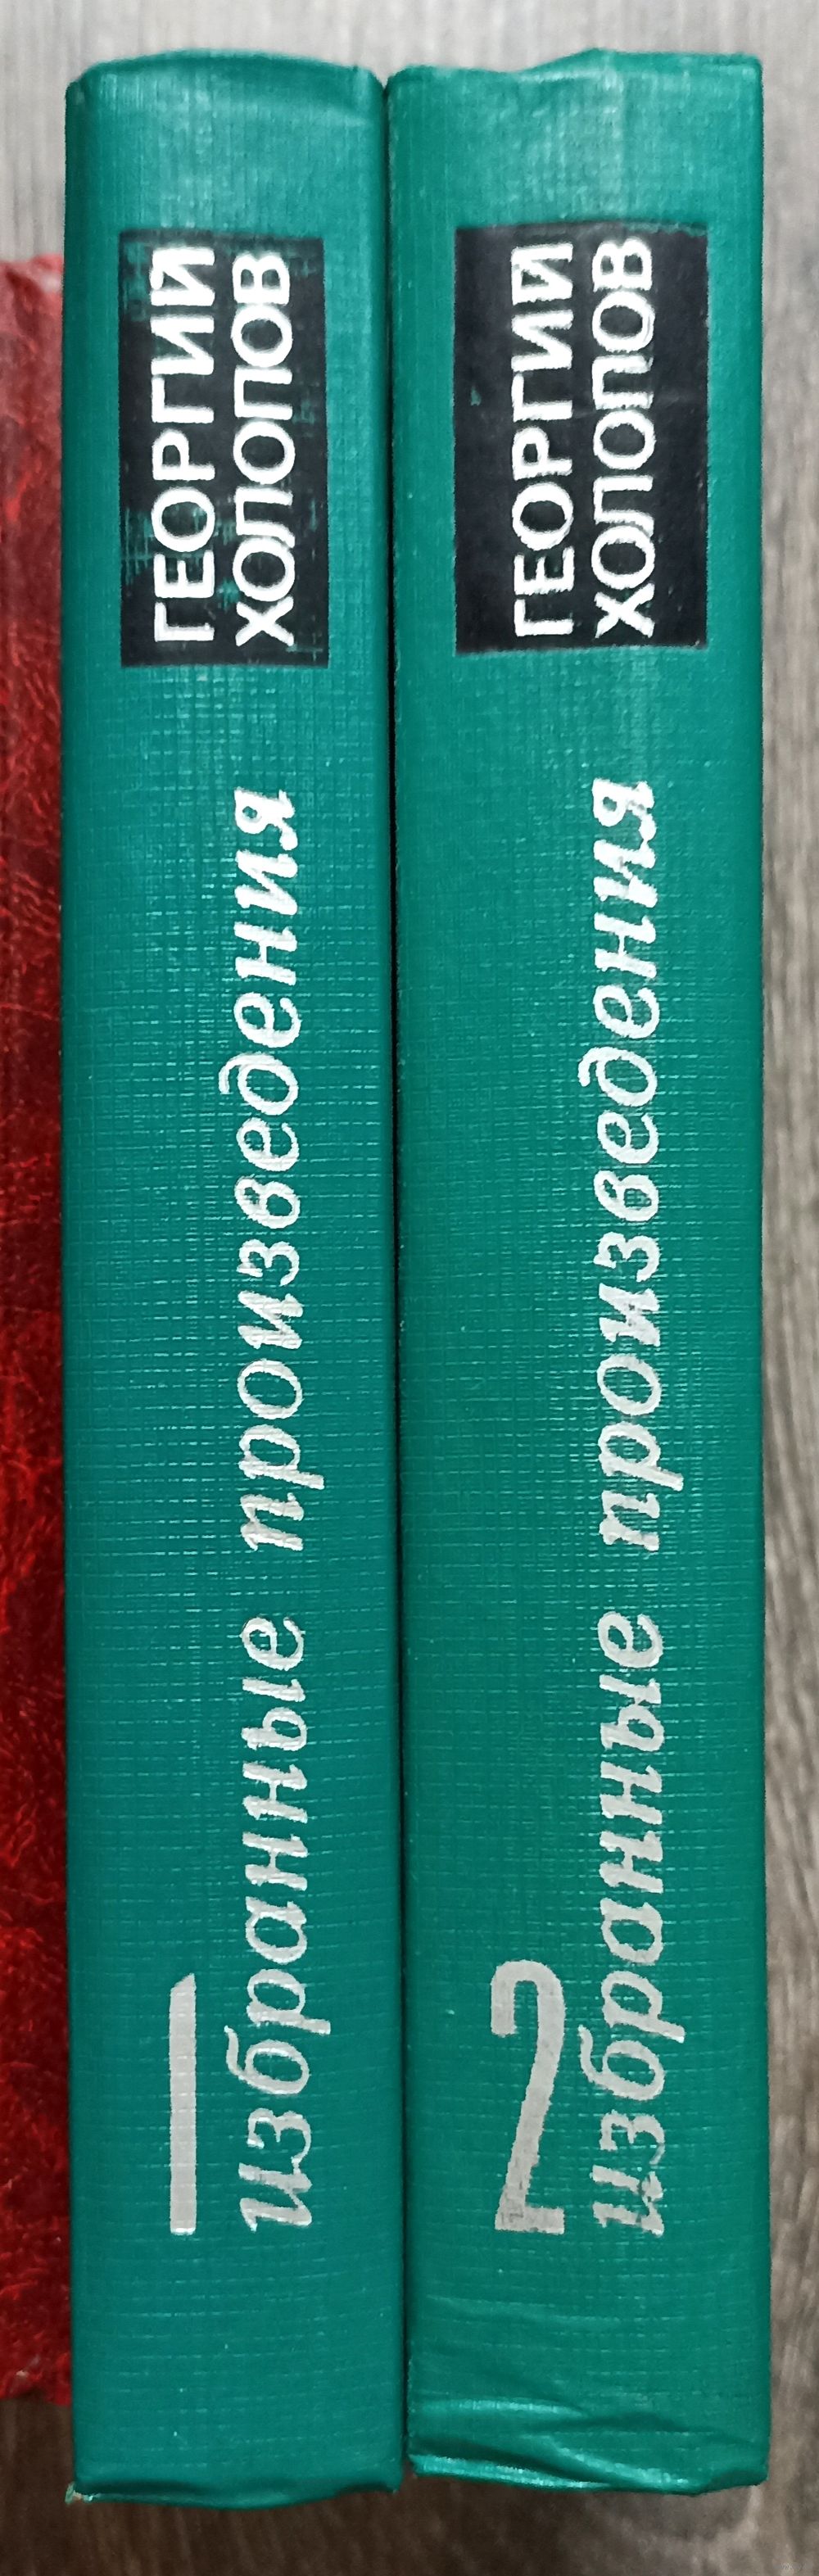 ГЕОРГИЙ
ХОЛОПОВ
1
избранные произведения
ГЕОРГИЙ
ХОЛОПОВ
2
избранные произведения